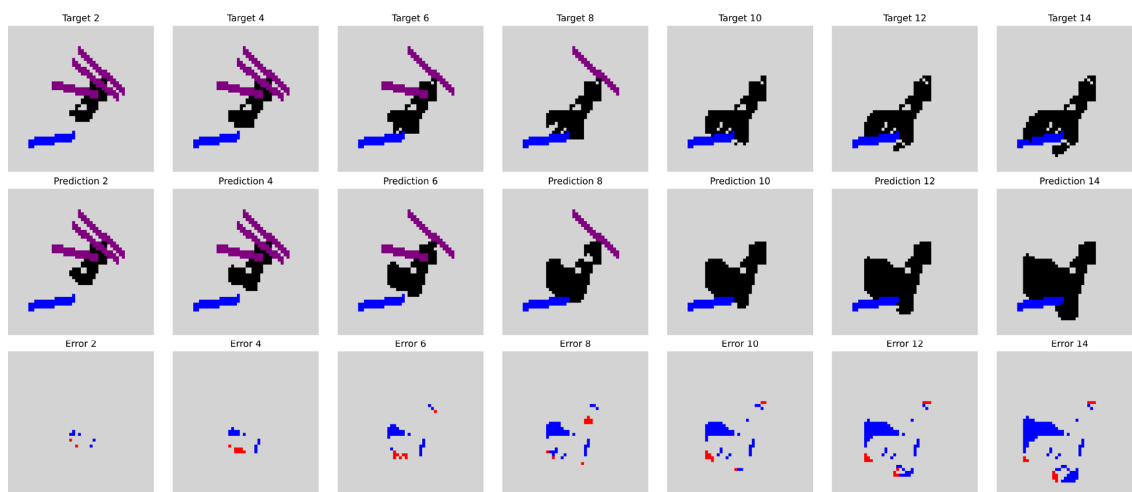 Target 2
Target 4
Target 6
Target 8
Target 10
Target 12
Target 14
Prediction 2
Prediction 4
Prediction 6
Prediction 8
Prediction 10
Prediction 12
Prediction 14
Error 2
Error 4
Error 6
Error 8
Error 10
Error 12
Error 14